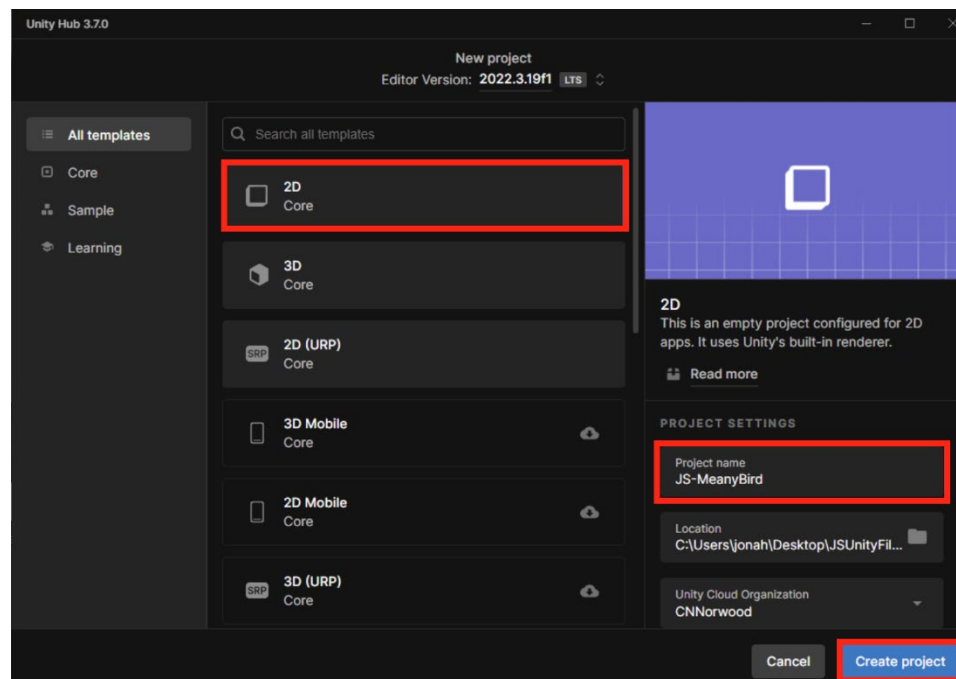 Unity Hub 3.7.0
New project
Editor Version: 2022.3.19f1 LTS
All templates
Core
Sample
Learning
Search all templates
2D
Core
3D
Core
SRP
2D (URP)
Core
3D Mobile
Core
2D Mobile
Core
SRP
3D (URP)
Core
2D
This is an empty project configured for 2D
apps. It uses Unity's built-in renderer.
Read more
PROJECT SETTINGS
Project name
JS-MeanyBird
Location
C:\Users\jonah\Desktop\JSUnityFil...
Unity Cloud Organization
CNNorwood
Cancel
Create project